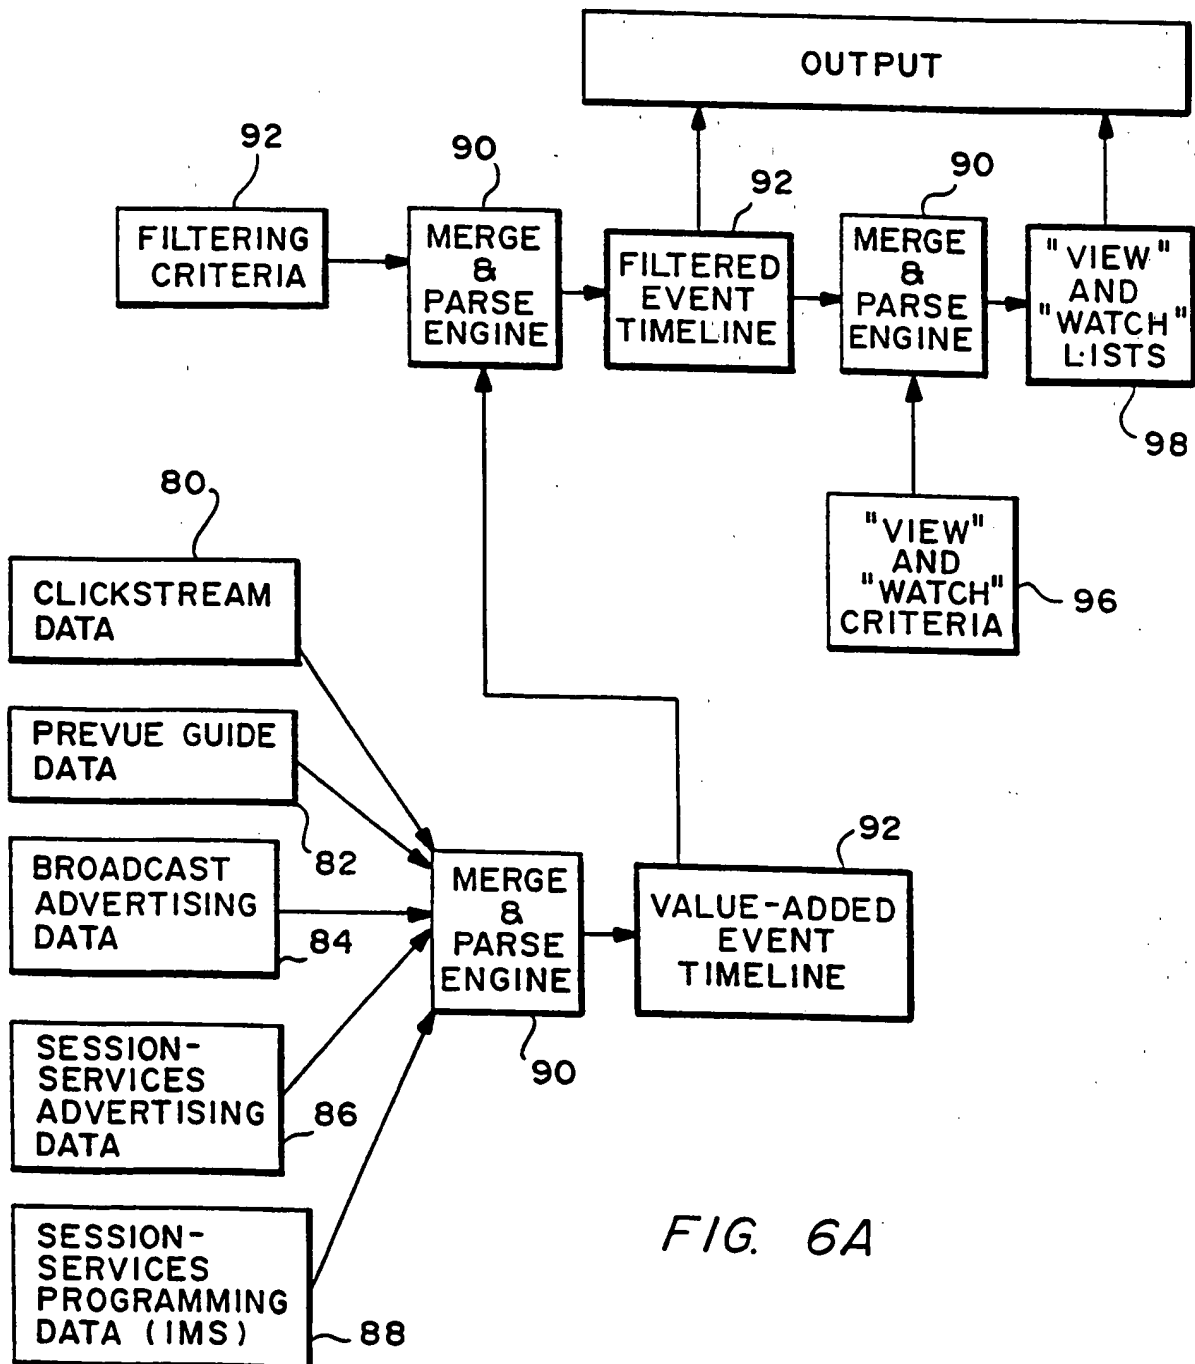 OUTPUT
92
FILTERING
CRITERIA
90
MERGE
&
PARSE
ENGINE
92
FILTERED
EVENT
TIMELINE
90
MERGE
&
PARSE
ENGINE
"VIEW"
AND
"WATCH"
LISTS
98
"VIEW"
AND
"WATCH"
CRITERIA
96
80
CLICKSTREAM
DATA
PREVUE GUIDE
DATA
82
BROADCAST
ADVERTISING
DATA
84
SESSION-
SERVICES
ADVERTISING
DATA
86
SESSION-
SERVICES
PROGRAMMING
DATA (IMS)
88
MERGE
&
PARSE
ENGINE
90
92
VALUE-ADDED
EVENT
TIMELINE
FIG. 6A